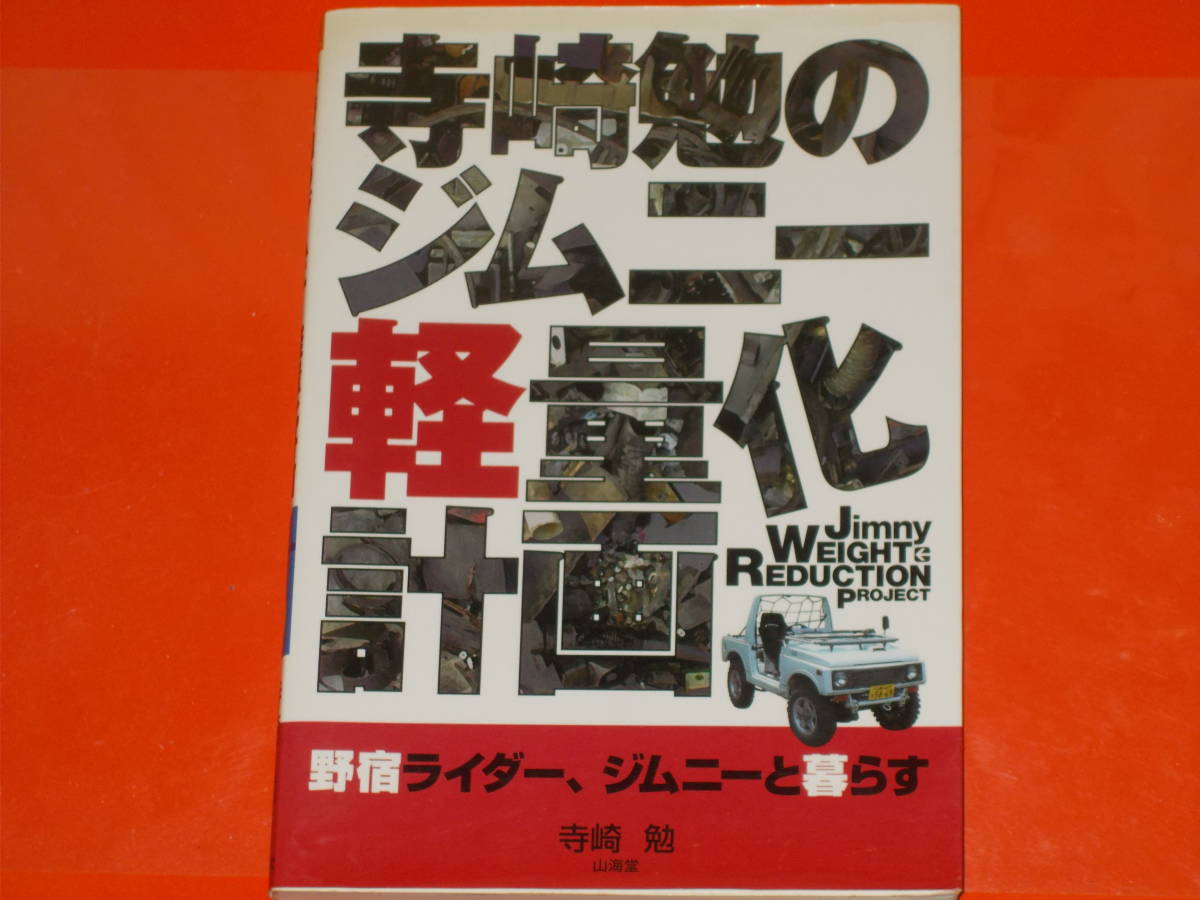 寺崎勉の
ジムニー
軽量化
計画
Jimny
WEIGHT
REDUCTION
PROJECT
野宿ライダー、ジムニーと暮らす
寺崎 勉
山海堂